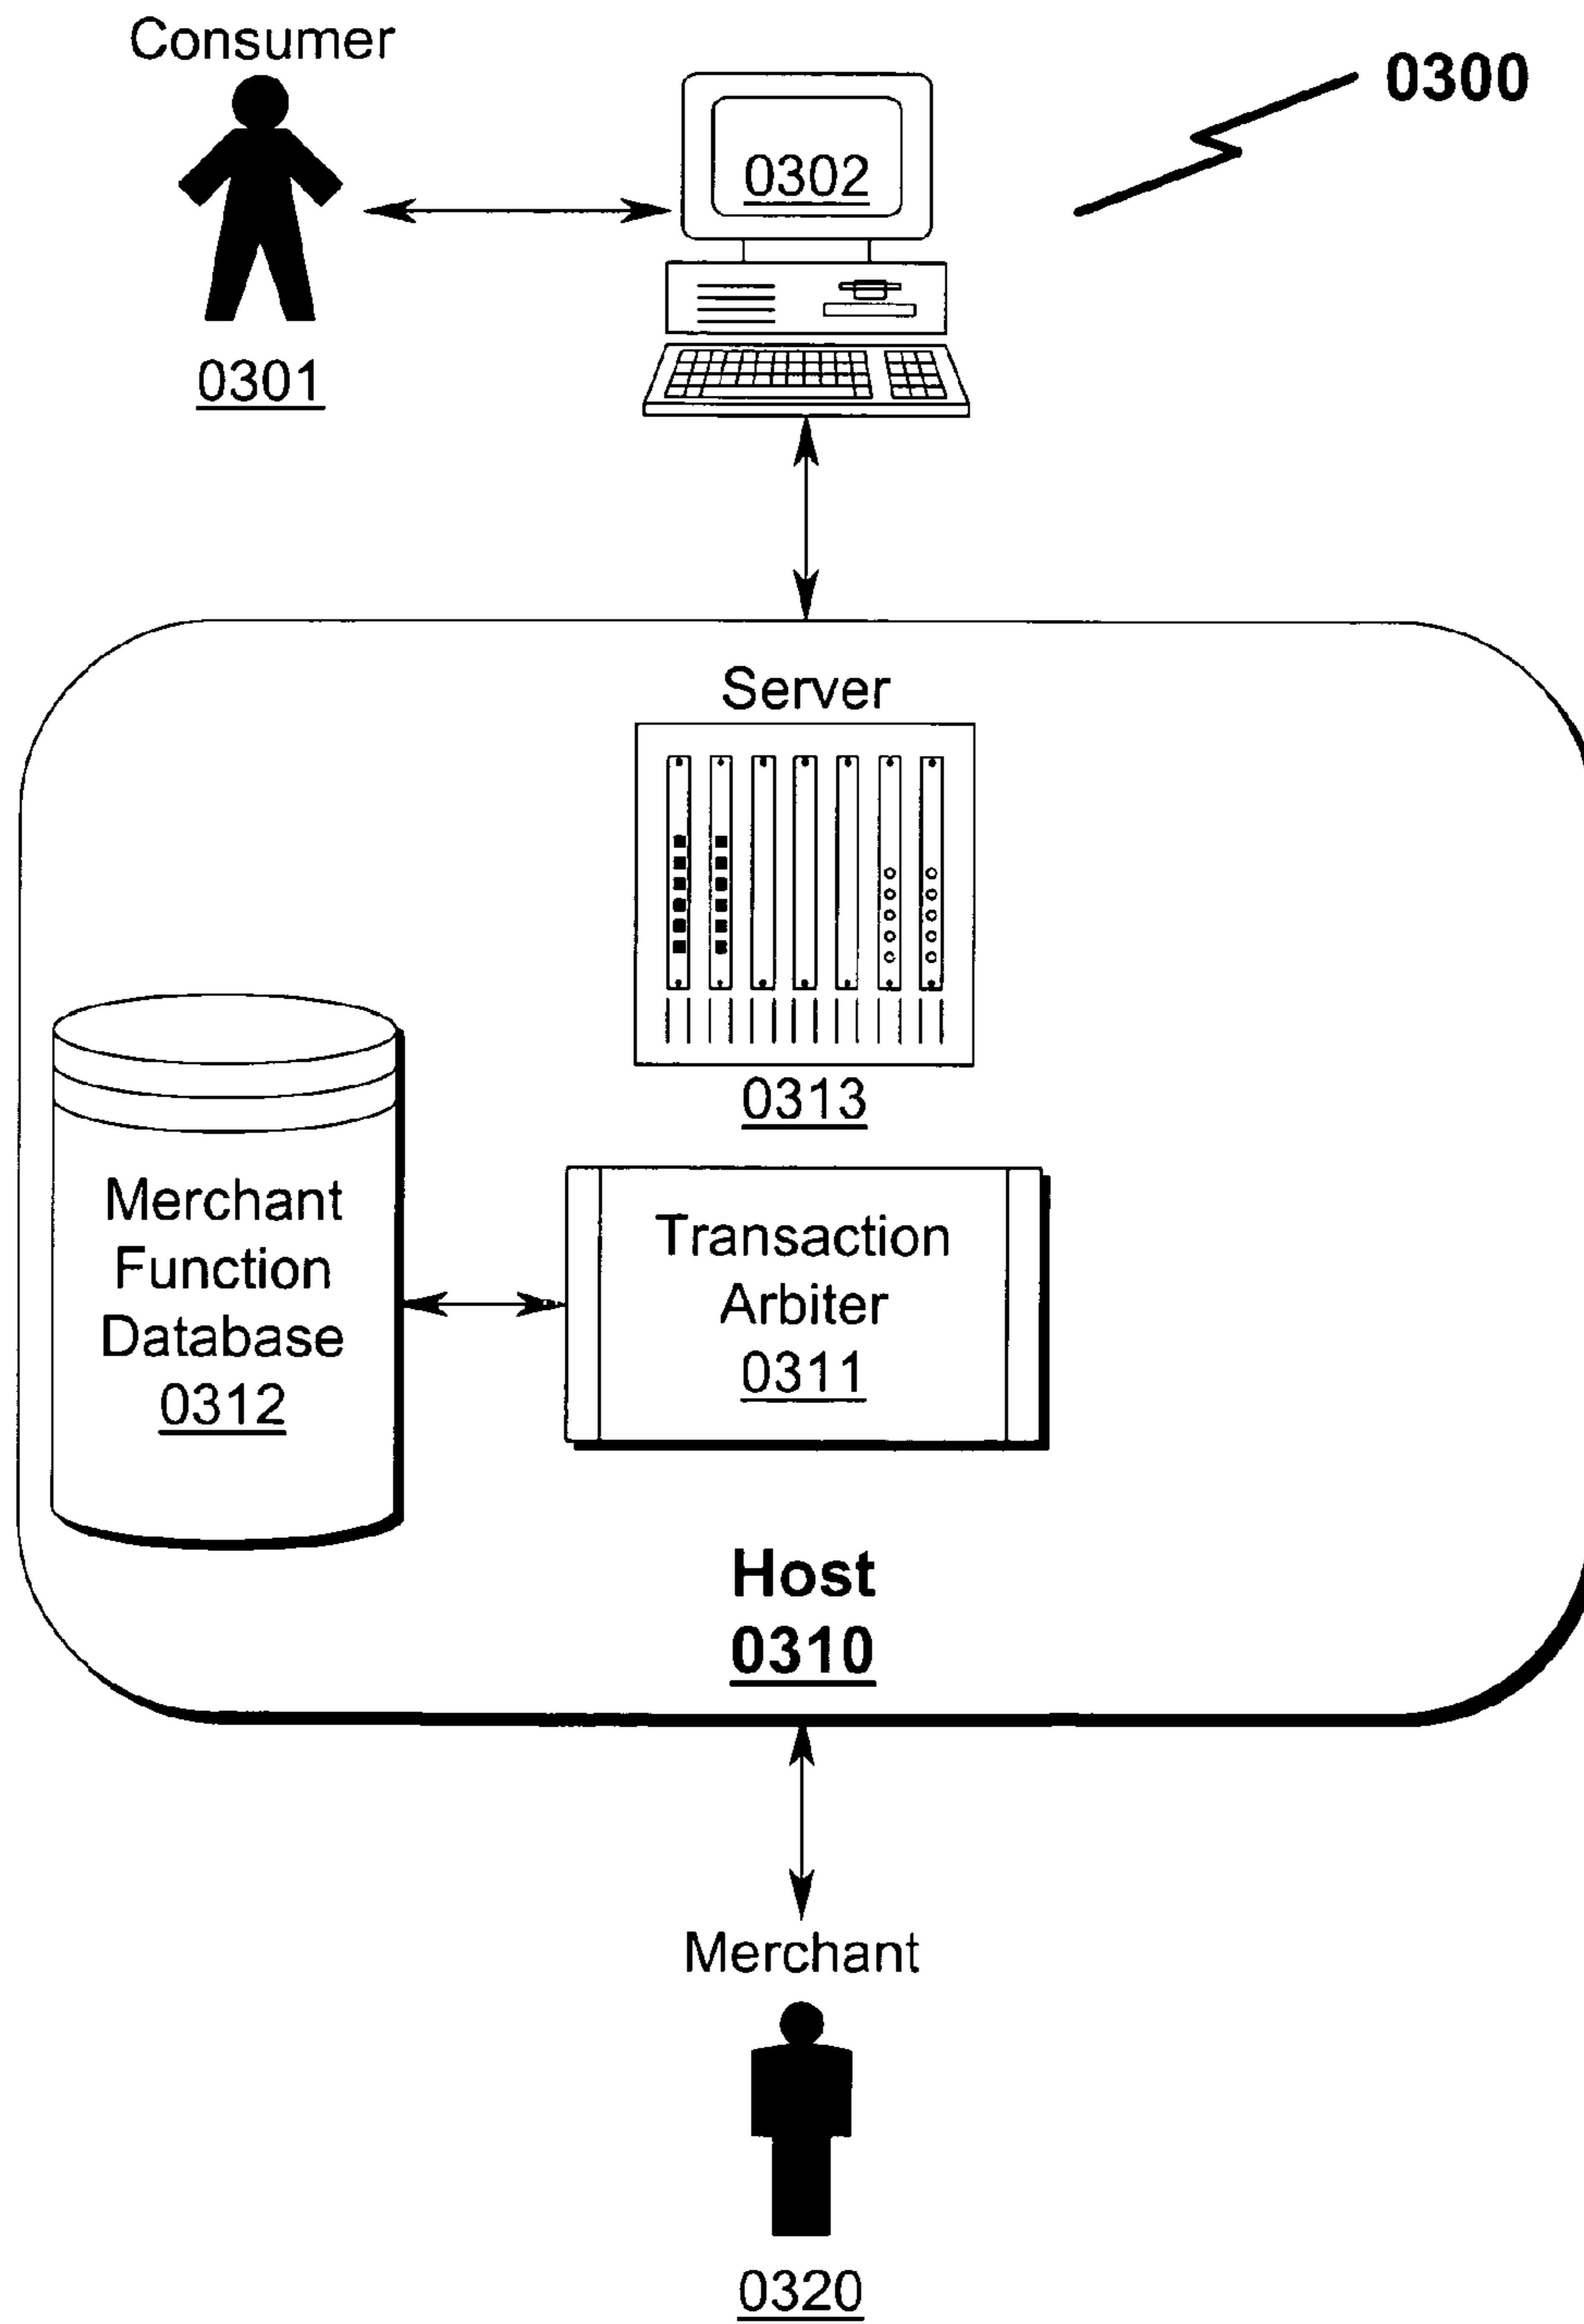 Consumer
0300
0302
0301
Server
0313
Merchant
Function
Database
0312
Transaction
Arbiter
0311
Host
0310
Merchant
0320